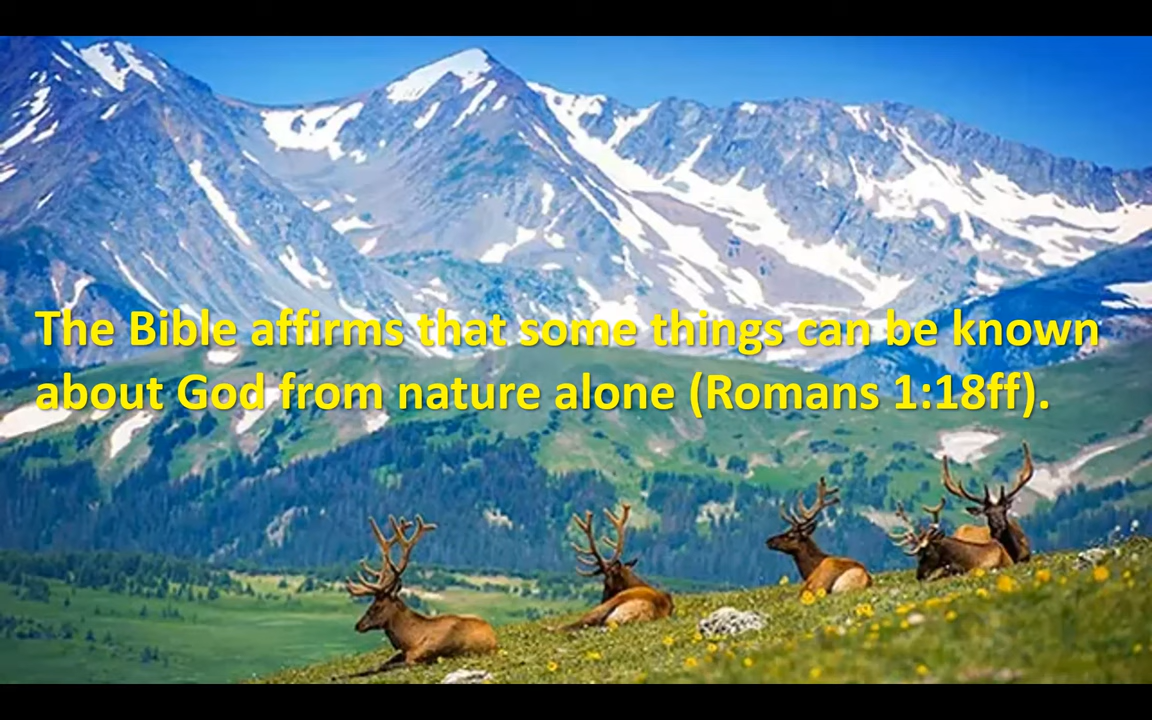 The Bible affirms that some things can be known
about God from nature alone (Romans 1:18ff).